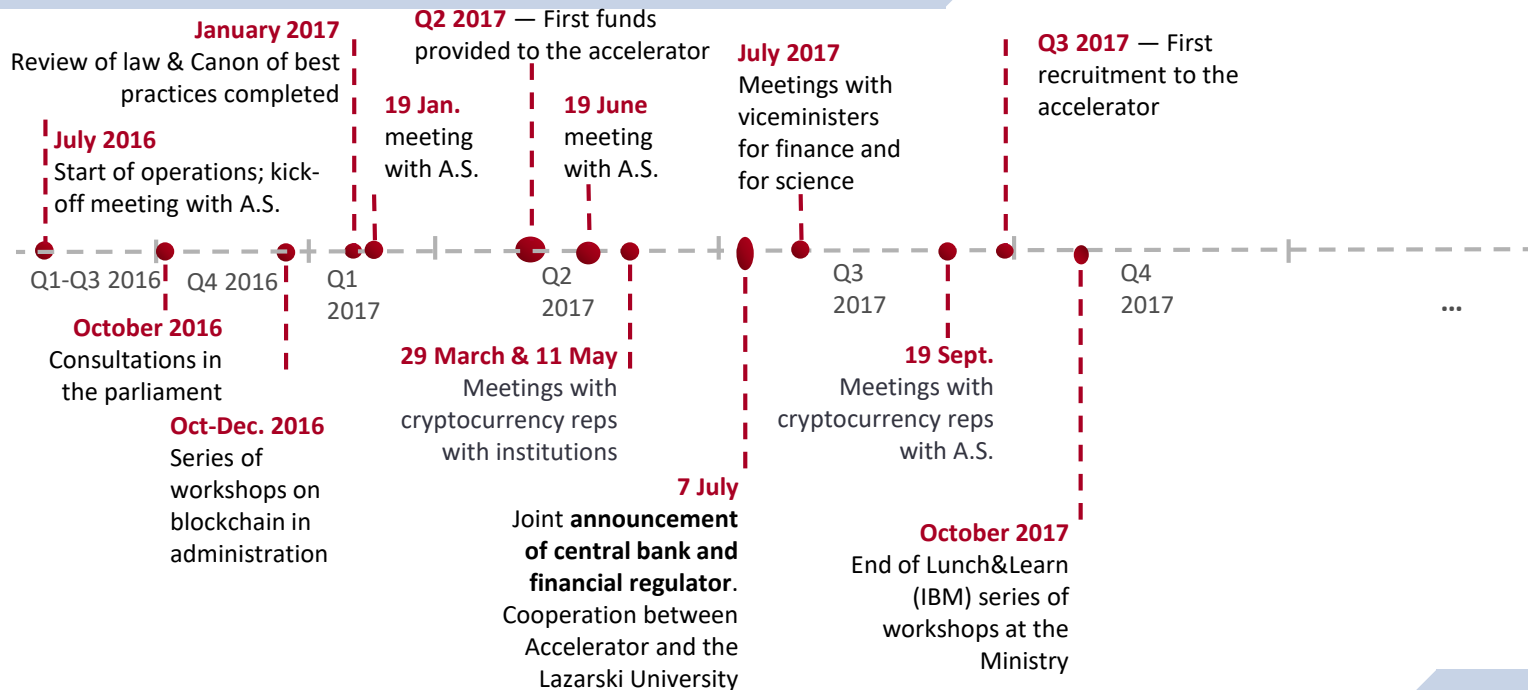 January 2017
Review of law & Canon of best
practices completed
Q2 2017 — First funds
provided to the accelerator
July 2017
Meetings with
viceministers
for finance and
for science
Q3 2017 — First
recruitment to the
accelerator
July 2016
Start of operations; kick-
off meeting with A.S.
19 Jan.
meeting
with A.S.
19 June
meeting
with A.S.
Q1-Q3 2016
Q4 2016
Q1
2017
Q2
2017
Q3
2017
Q4
2017
...
October 2016
Consultations in
the parliament
Oct-Dec. 2016
Series of
workshops on
blockchain in
administration
29 March & 11 May
Meetings with
cryptocurrency reps
with institutions
7 July
Joint announcement
of central bank and
financial regulator.
Cooperation between
Accelerator and the
Lazarski University
19 Sept.
Meetings with
cryptocurrency reps
with A.S.
October 2017
End of Lunch&Learn
(IBM) series of
workshops at the
Ministry